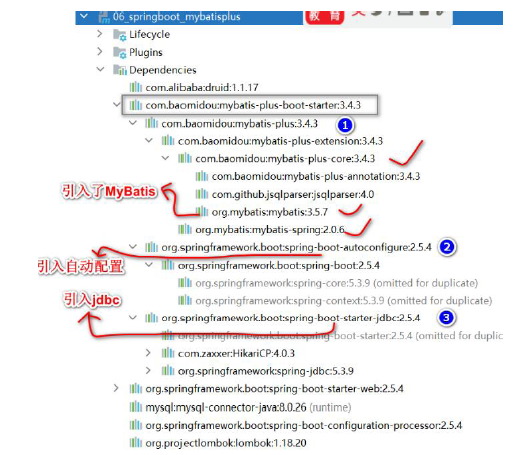 06_springboot_mybatisplus
教育
Lifecycle
Plugins
Dependencies
com.alibaba:druid:1.1.17
com.baomidou:mybatis-plus-boot-starter:3.4.3
com.baomidou:mybatis-plus:3.4.3
1
com.baomidou:mybatis-plus-extension:3.4.3
com.baomidou:mybatis-plus-core:3.4.3
com.baomidou:mybatis-plus-annotation:3.4.3
com.github.jsqlparser:jsqlparser:4.0
引入了MyBatis
org.mybatis:mybatis:3.5.7
org.mybatis:mybatis-spring:2.0.6
org.springframework.boot:spring-boot-autoconfigure:2.5.4
2
引入自动配置
org.springframework.boot:spring-boot:2.5.4
org.springframework:spring-core:5.3.9 (omitted for duplicate)
org.springframework:spring-context:5.3.9 (omitted for duplicate)
引入jdbc
org.springframework.boot:spring-boot-starter-jdbc:2.5.4
3
org.springframework.boot:spring-boot-starter:2.5.4 (omitted for duplic
com.zaxxer:HikariCP:4.0.3
org.springframework:spring-jdbc:5.3.9
org.springframework.boot:spring-boot-starter-web:2.5.4
mysql:mysql-connector-java:8.0.26 (runtime)
org.springframework.boot:spring-boot-configuration-processor:2.5.4
org.projectlombok:lombok:1.18.20